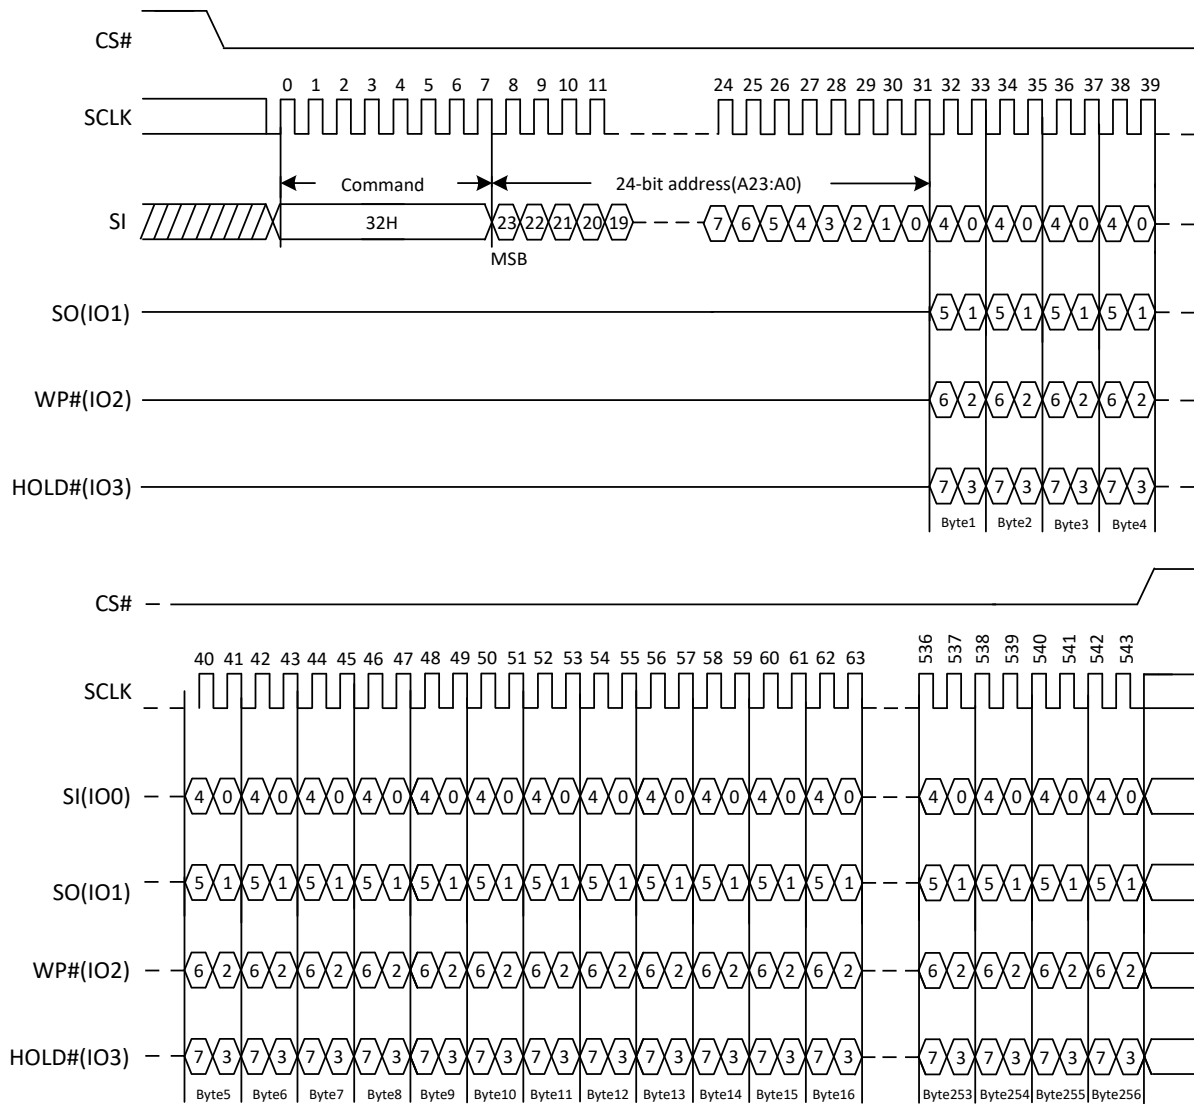 CS#
0 1 2 3 4 5 6 7 8 9 10 11 24 25 26 27 28 29 30 31 32 33 34 35 36 37 38 39
SCLK
Command 24-bit address(A23:A0)
SI 32H 23 22 21 20 19 7 6 5 4 3 2 1 0 4 0 4 0 4 0 4 0
MSB
SO(IO1) 5 1 5 1 5 1 5 1
WP#(IO2) 6 2 6 2 6 2 6 2
HOLD#(IO3) 7 3 7 3 7 3 7 3
Byte1 Byte2 Byte3 Byte4
CS#
40 41 42 43 44 45 46 47 48 49 50 51 52 53 54 55 56 57 58 59 60 61 62 63 536 537 538 539 540 541 542 543
SCLK
SI(IO0) 4 0 4 0 4 0 4 0 4 0 4 0 4 0 4 0 4 0 4 0 4 0 4 0 4 0 4 0 4 0 4 0
SO(IO1) 5 1 5 1 5 1 5 1 5 1 5 1 5 1 5 1 5 1 5 1 5 1 5 1 5 1 5 1 5 1 5 1
WP#(IO2) 6 2 6 2 6 2 6 2 6 2 6 2 6 2 6 2 6 2 6 2 6 2 6 2 6 2 6 2 6 2 6 2
HOLD#(IO3) 7 3 7 3 7 3 7 3 7 3 7 3 7 3 7 3 7 3 7 3 7 3 7 3 7 3 7 3 7 3 7 3
Byte5 Byte6 Byte7 Byte8 Byte9 Byte10 Byte11 Byte12 Byte13 Byte14 Byte15 Byte16 Byte253 Byte254 Byte255 Byte256